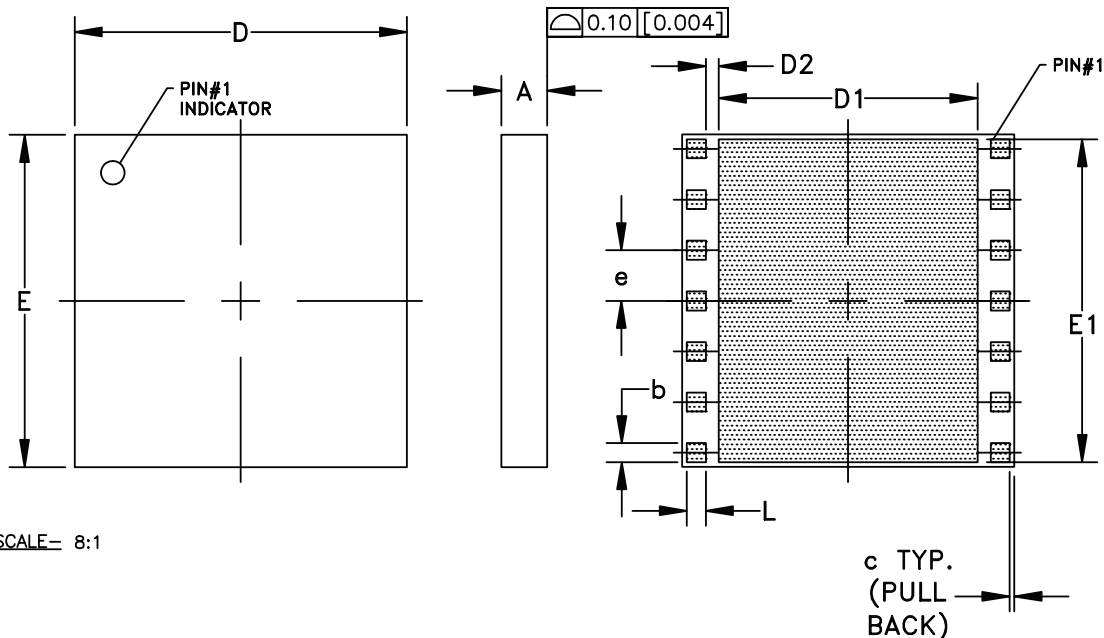 D
0.10 [0.004]
PIN#1
INDICATOR
A
D2
D1
PIN#1
E
e
E1
b
L
SCALE- 8:1
c TYP.
(PULL
BACK)